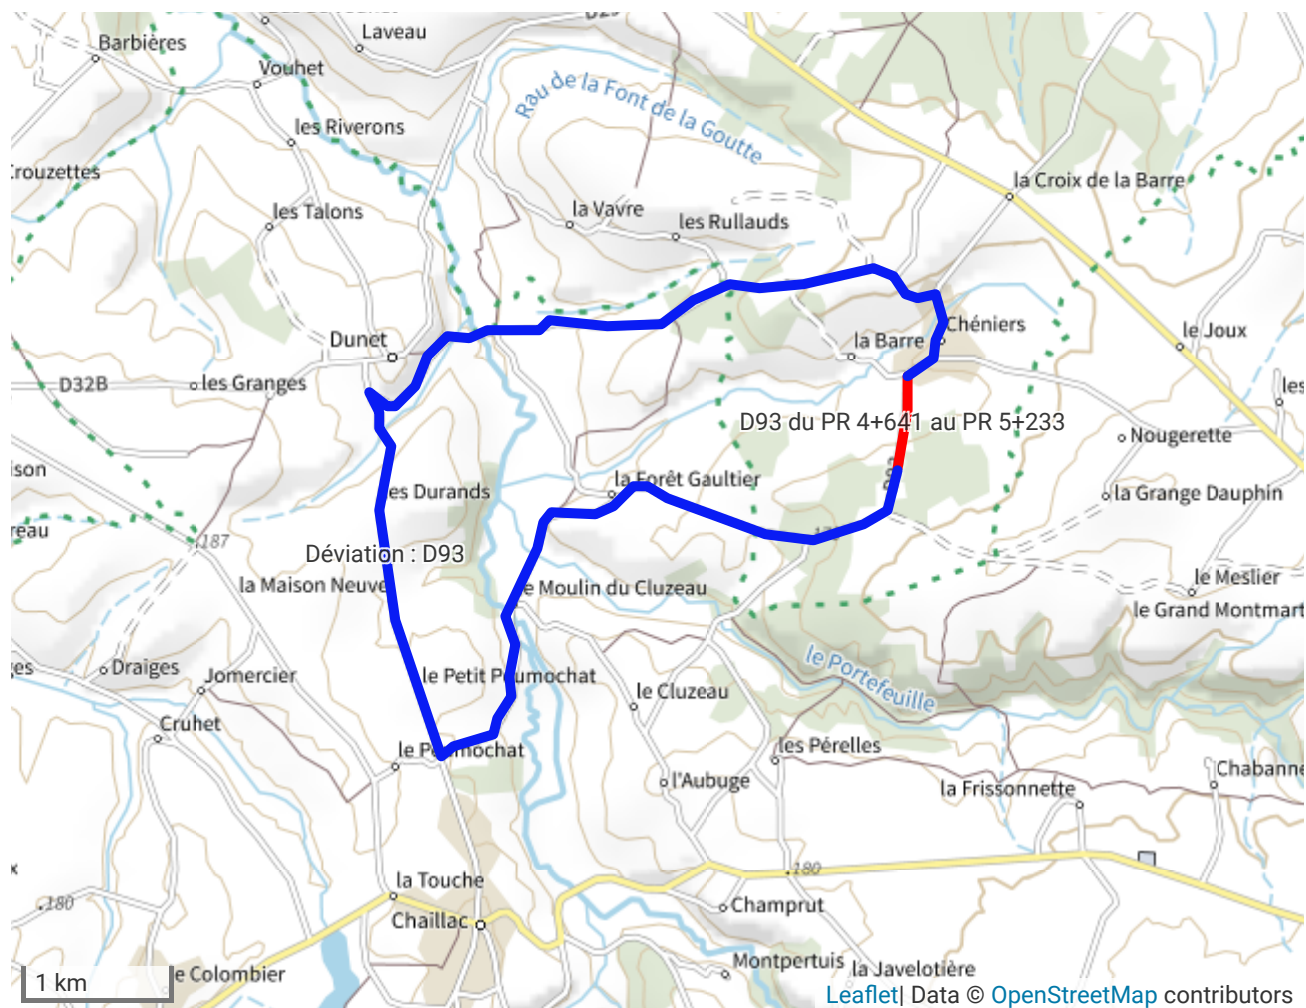 Laveau
Barbières
Vouhet
Rau de la Font de la Goutte
les Riverons
la Croix de la Barre
les Talons
la Vavre
les Rullauds
Chéniers
le Joux
Dunet
la Barre
D32B
les Granges
les
D93 du PR 4+641 au PR 5+233
Nougerette
la Forêt Gaultier
la Grange Dauphin
187
Déviation : D93
la Maison Neuve
le Meslier
le Moulin du Cluzeau
le Grand Montmart
Draiges
Jomercier
le Petit Poumochat
le Portefeuille
le Cluzeau
Cruhet
le Poumochat
les Pérelles
l'Aubuge
la Frissonnette
Chabanne
180
la Touche
180
Chaillac
Champrut
Montpertuis
la Javelotière
le Colombier
1 km
Leaflet | Data © OpenStreetMap contributors